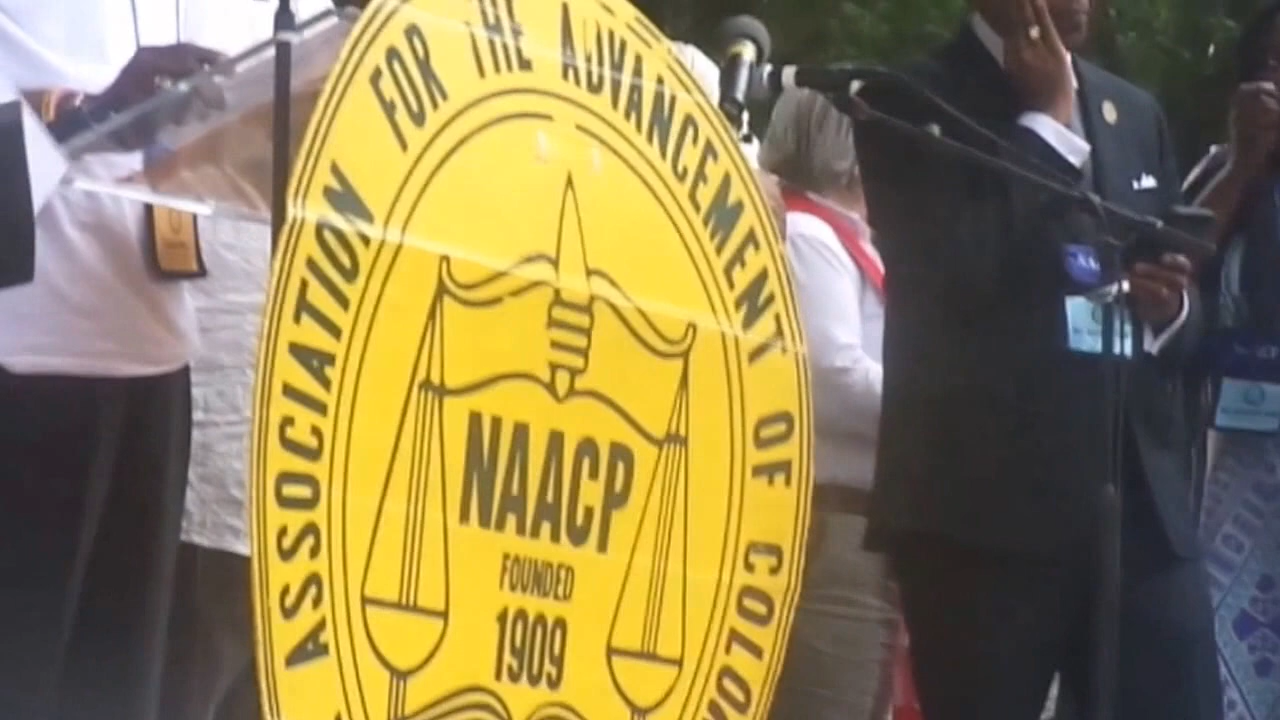 ASSOCIATION FOR THE ADVANCEMENT OF COLO
NAACP
FOUNDED
1909